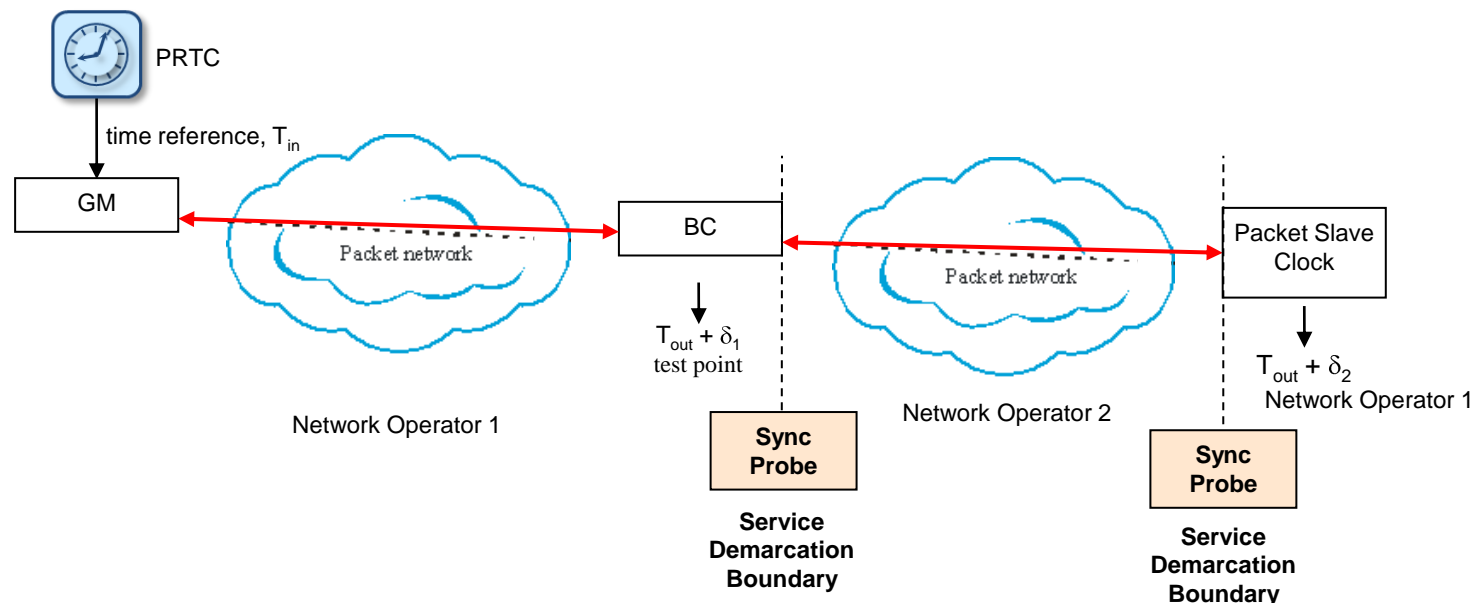 PRTC
time reference, Tin
GM
Packet network
Network Operator 1
BC
Tout + δ1
test point
Sync
Probe
Service
Demarcation
Boundary
Packet network
Network Operator 2
Packet Slave
Clock
Tout + δ2
Network Operator 1
Sync
Probe
Service
Demarcation
Boundary